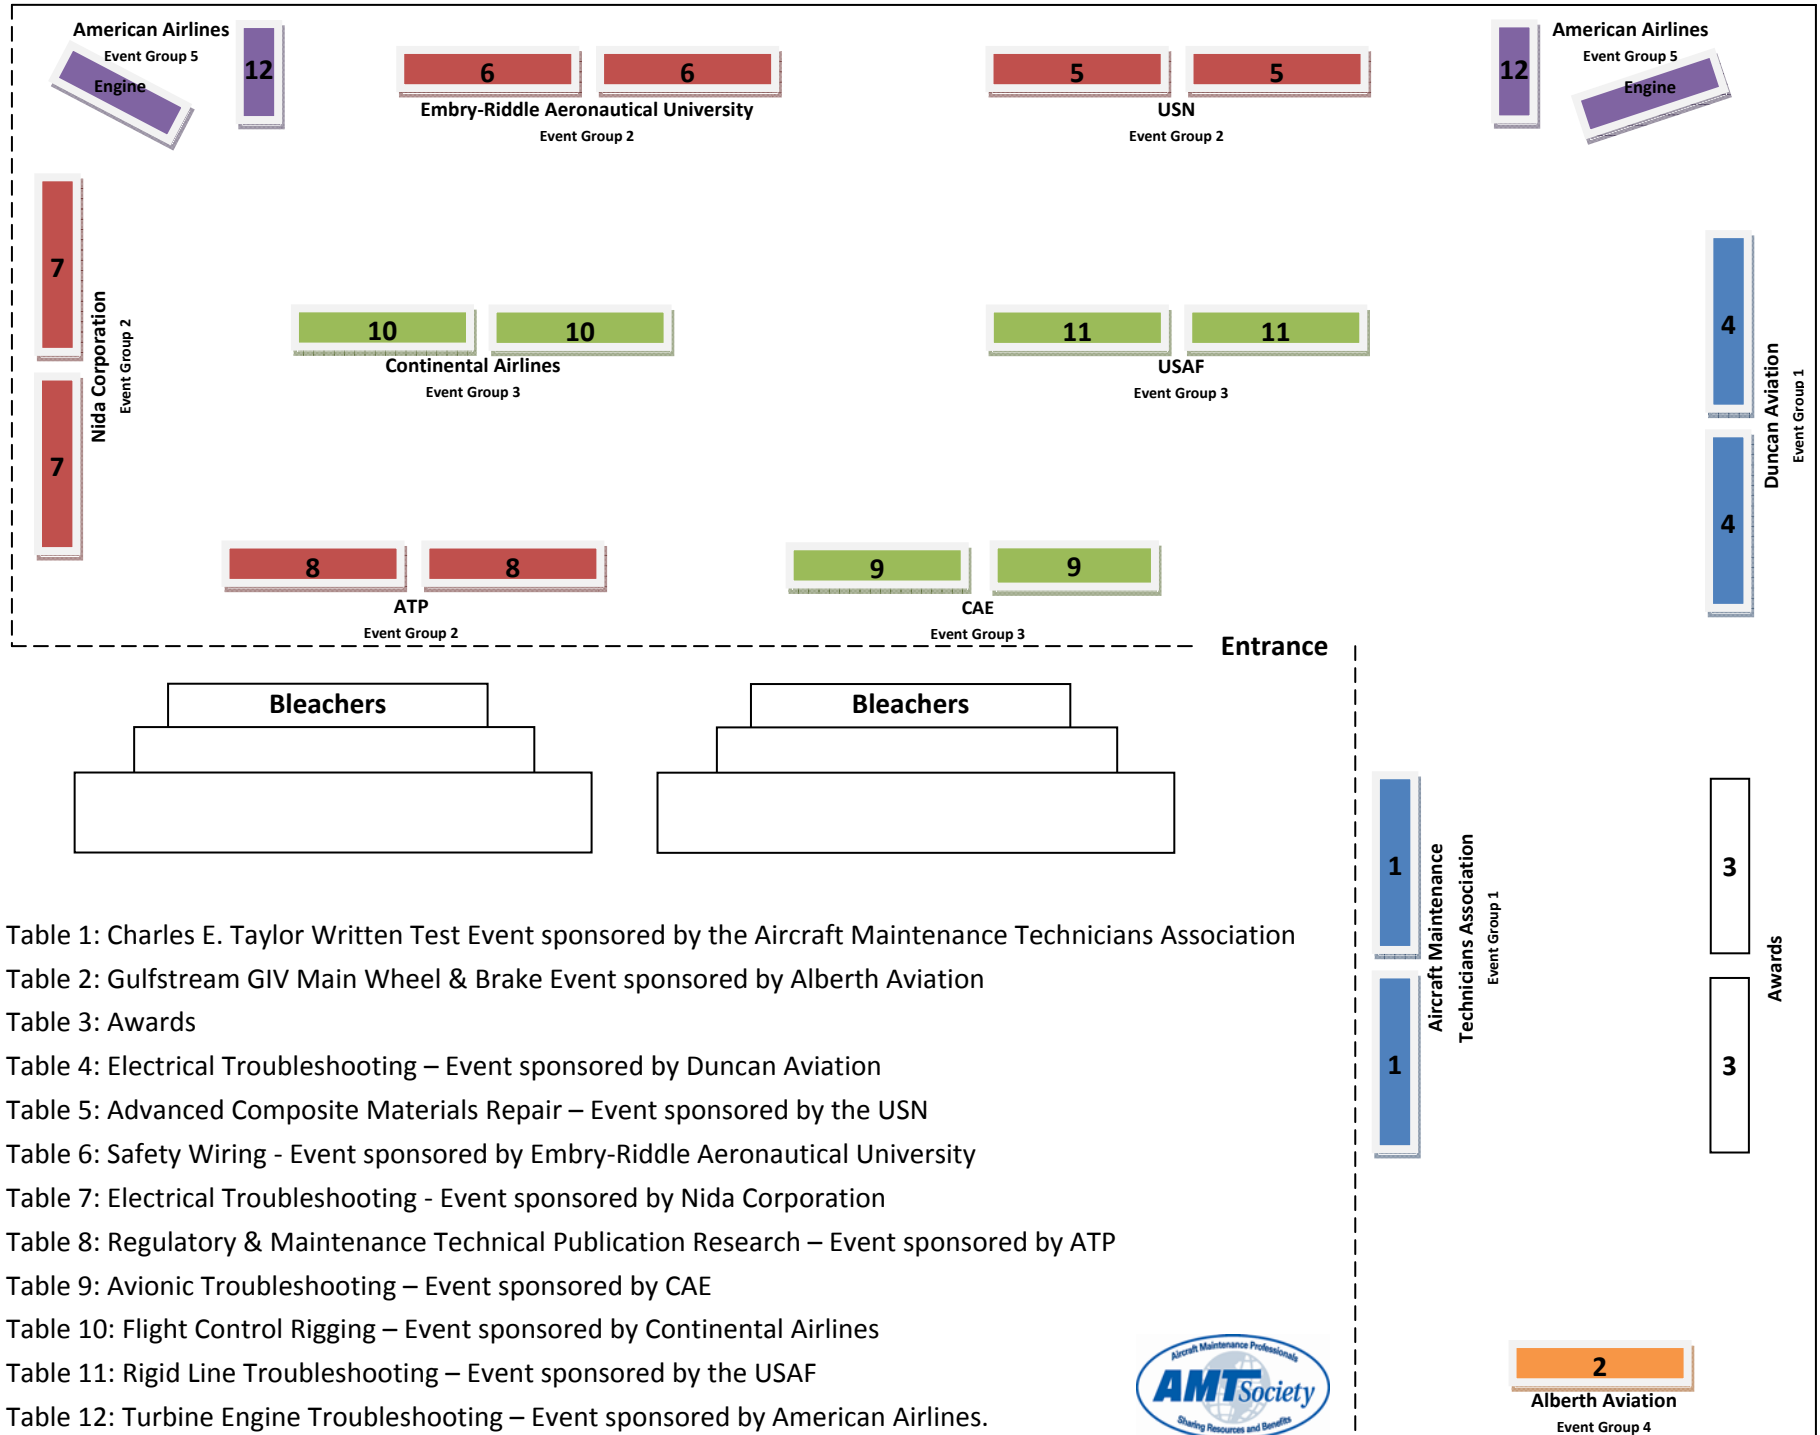 American Airlines
Event Group 5
Engine
12
6
6
Embry-Riddle Aeronautical University
Event Group 2
5
5
USN
Event Group 2
12
American Airlines
Event Group 5
Engine
7
7
Nida Corporation
Event Group 2
10
10
Continental Airlines
Event Group 3
11
11
USAF
Event Group 3
4
4
Duncan Aviation
Event Group 1
8
8
ATP
Event Group 2
9
9
CAE
Event Group 3
Entrance
Bleachers
Bleachers
1
1
Aircraft Maintenance
Technicians Association
Event Group 1
3
3
Awards
Table 1: Charles E. Taylor Written Test Event sponsored by the Aircraft Maintenance Technicians Association
Table 2: Gulfstream GIV Main Wheel & Brake Event sponsored by Alberth Aviation
Table 3: Awards
Table 4: Electrical Troubleshooting – Event sponsored by Duncan Aviation
Table 5: Advanced Composite Materials Repair – Event sponsored by the USN
Table 6: Safety Wiring - Event sponsored by Embry-Riddle Aeronautical University
Table 7: Electrical Troubleshooting - Event sponsored by Nida Corporation
Table 8: Regulatory & Maintenance Technical Publication Research – Event sponsored by ATP
Table 9: Avionic Troubleshooting – Event sponsored by CAE
Table 10: Flight Control Rigging – Event sponsored by Continental Airlines
Table 11: Rigid Line Troubleshooting – Event sponsored by the USAF
Table 12: Turbine Engine Troubleshooting – Event sponsored by American Airlines.
Aircraft Maintenance Professionals
AMTSociety
Sharing Resources and Benefits
2
Alberth Aviation
Event Group 4